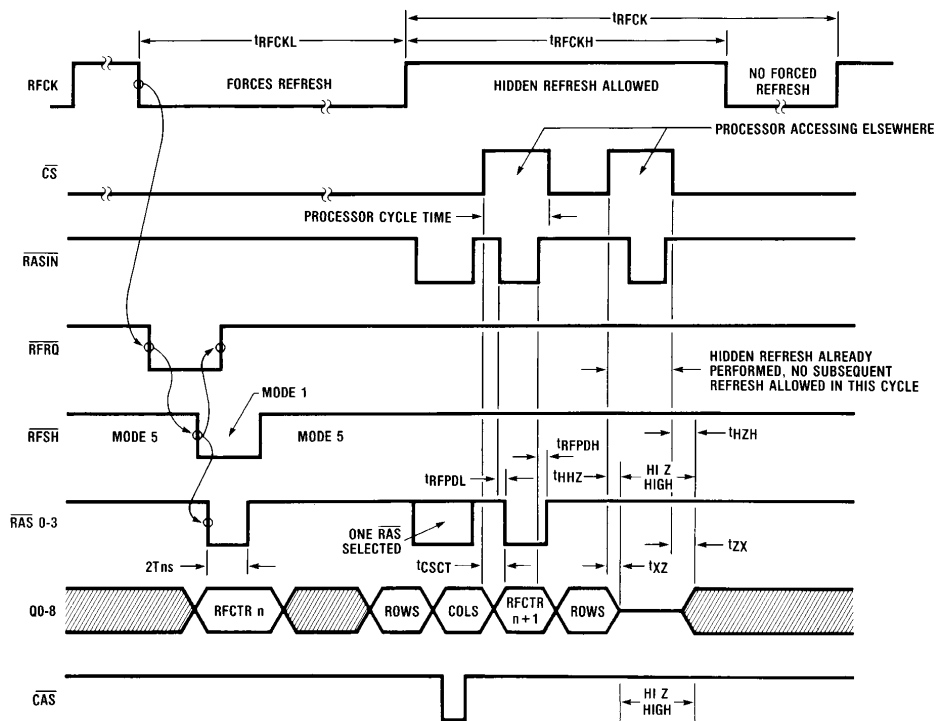 tRFCK
tRFCKL
tRFCKH
RFCK
FORCES REFRESH
HIDDEN REFRESH ALLOWED
NO FORCED
REFRESH
PROCESSOR ACCESSING ELSEWHERE
CS
PROCESSOR CYCLE TIME
RASIN
RFRQ
HIDDEN REFRESH ALREADY
PERFORMED, NO SUBSEQUENT
REFRESH ALLOWED IN THIS CYCLE
MODE 1
RFSH
MODE 5
MODE 5
tHZH
tRFPDH
tRFPDL
tHHZ
HI Z
HIGH
RAS 0-3
ONE RAS
SELECTED
tZX
2Tns
tCSCT
tXZ
Q0-8
RFCTR n
ROWS
COLS
RFCTR
n + 1
ROWS
CAS
HI Z
HIGH